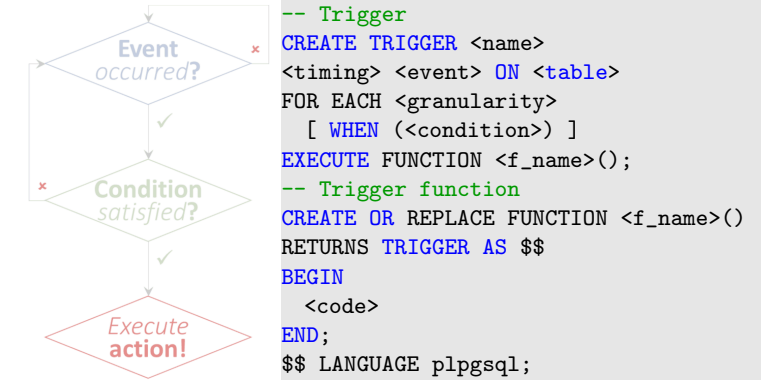 Event
occurred?
✘
✓
Condition
satisfied?
✘
✓
Execute
action!
-- Trigger
CREATE TRIGGER <name>
<timing> <event> ON <table>
FOR EACH <granularity>
  [ WHEN (<condition>) ]
EXECUTE FUNCTION <f_name>();
-- Trigger function
CREATE OR REPLACE FUNCTION <f_name>()
RETURNS TRIGGER AS $$
BEGIN
  <code>
END;
$$ LANGUAGE plpgsql;